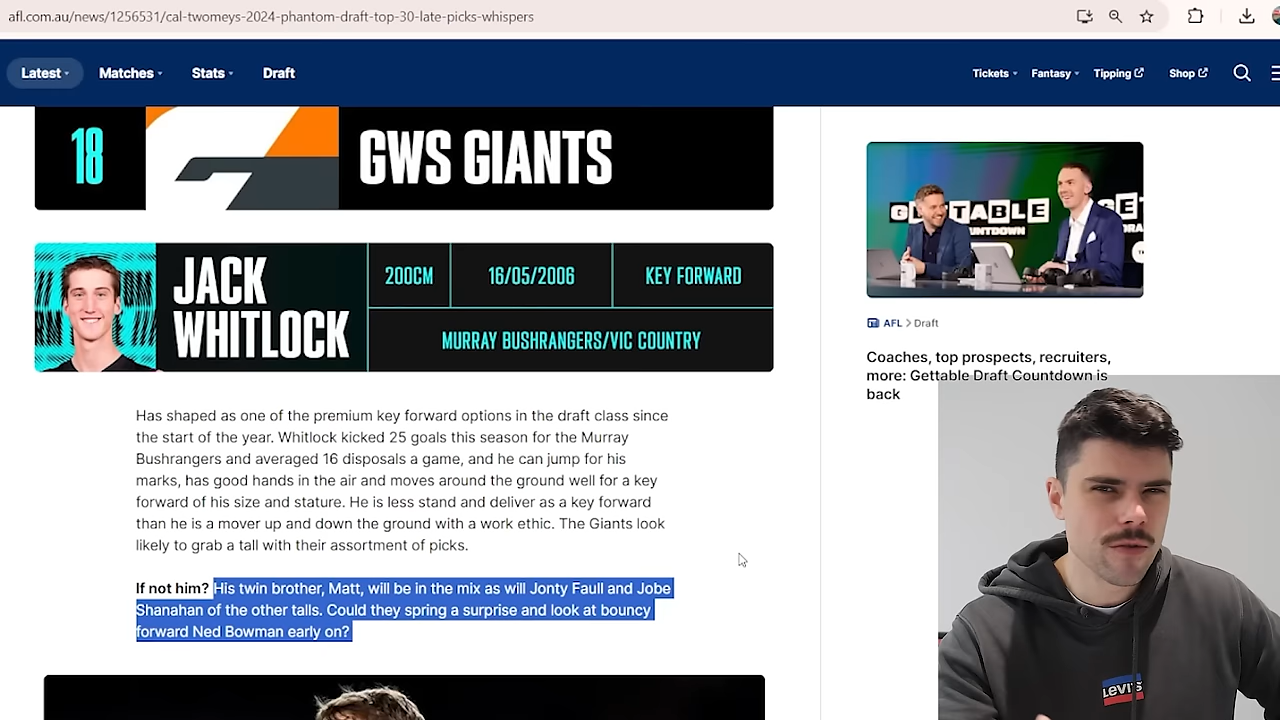 afl.com.au/news/1256531/cal-twomeys-2024-phantom-draft-top-30-late-picks-whispers
Latest Matches Stats Draft Tickets Fantasy Tipping Shop
18 GWS GIANTS
JACK
WHITLOCK
200CM 16/05/2006 KEY FORWARD
MURRAY BUSHRANGERS/VIC COUNTRY
Has shaped as one of the premium key forward options in the draft class since
the start of the year. Whitlock kicked 25 goals this season for the Murray
Bushrangers and averaged 16 disposals a game, and he can jump for his
marks, has good hands in the air and moves around the ground well for a key
forward of his size and stature. He is less stand and deliver as a key forward
than he is a mover up and down the ground with a work ethic. The Giants look
likely to grab a tall with their assortment of picks.
If not him? His twin brother, Matt, will be in the mix as will Jonty Faull and Jobe
Shanahan of the other talls. Could they spring a surprise and look at bouncy
forward Ned Bowman early on?
AFL > Draft
Coaches, top prospects, recruiters,
more: Gettable Draft Countdown is
back
LEVI'S